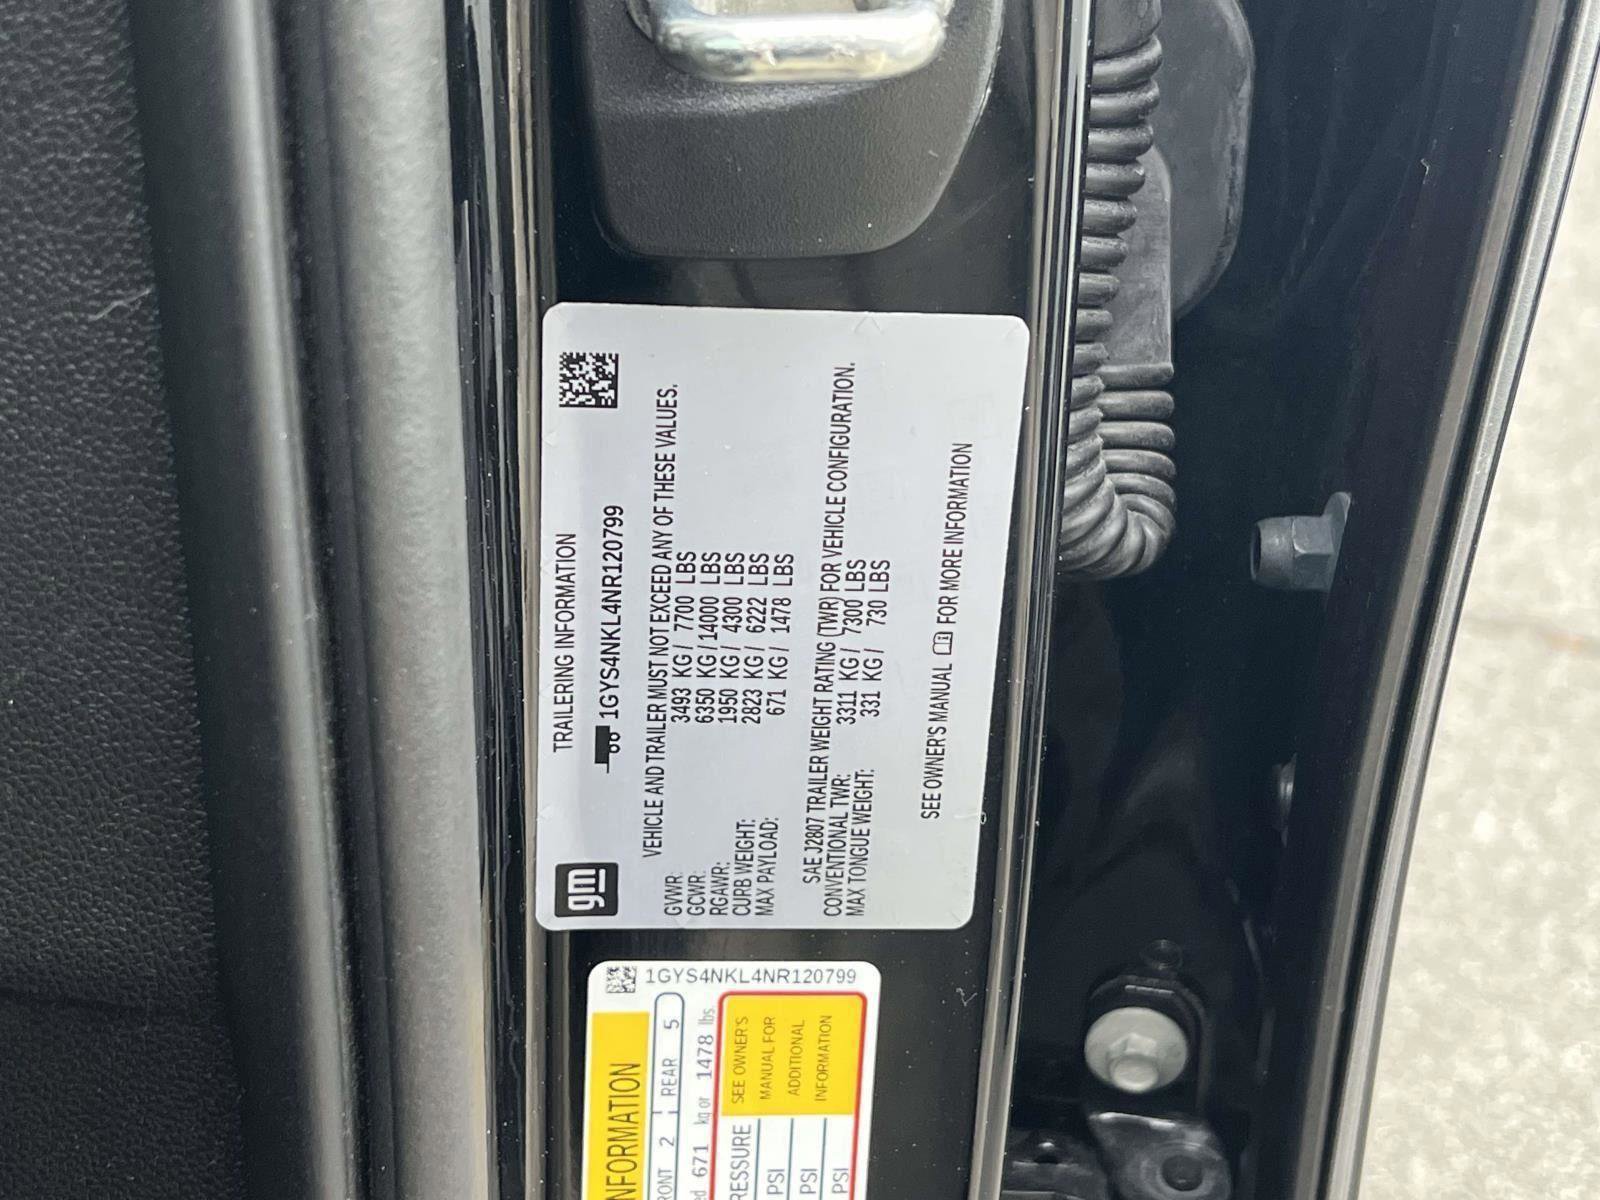 gm
TRAILERING INFORMATION
1GYS4NKL4NR120799
VEHICLE AND TRAILER MUST NOT EXCEED ANY OF THESE VALUES.
GVWR: 3493 KG / 7700 LBS
GCWR: 6350 KG / 14000 LBS
RGAWR: 1950 KG / 4300 LBS
CURB WEIGHT: 2823 KG / 6222 LBS
MAX PAYLOAD: 671 KG / 1478 LBS
SAE J2807 TRAILER WEIGHT RATING (TWR) FOR VEHICLE CONFIGURATION.
CONVENTIONAL TWR: 3311 KG / 7300 LBS
MAX TONGUE WEIGHT: 331 KG / 730 LBS
SEE OWNER'S MANUAL FOR MORE INFORMATION
1GYS4NKL4NR120799
NFORMATION
RONT 2 REAR 5
ed 671 kg or 1478 lbs.
RESSURE
PSI
PSI
PSI
SEE OWNER'S
MANUAL FOR
ADDITIONAL
INFORMATION